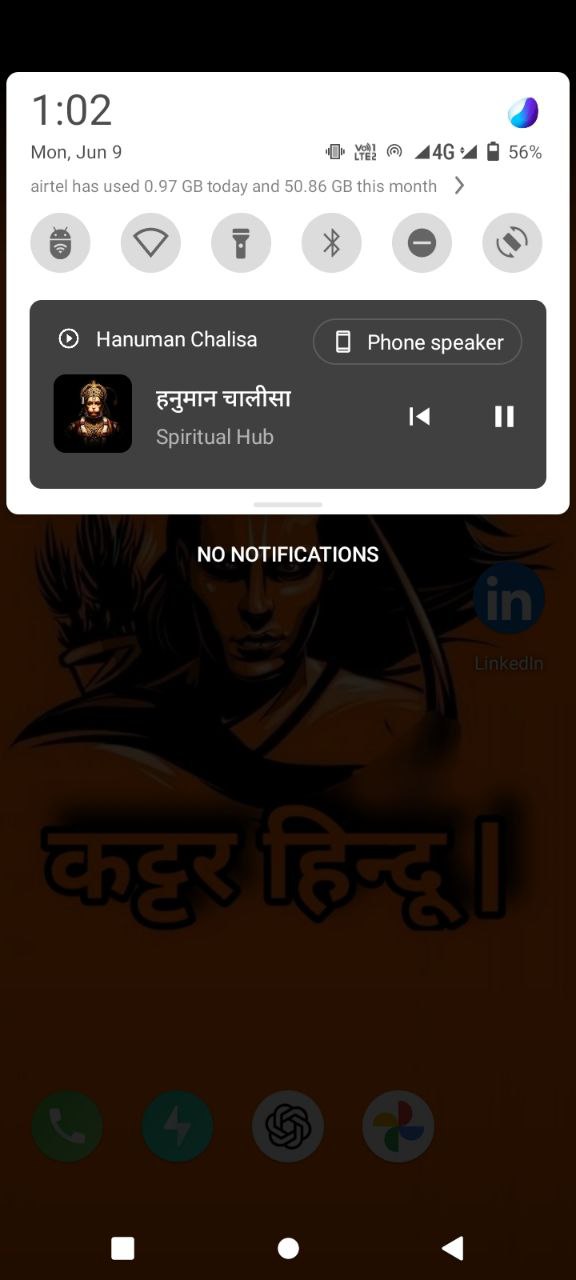 1:02
Mon, Jun 9
Vo)) 1
LTE2
4G
56%
airtel has used 0.97 GB today and 50.86 GB this month
Hanuman Chalisa
Phone speaker
हनुमान चालीसा
Spiritual Hub
NO NOTIFICATIONS
in
LinkedIn
कट्टर हिन्दू |